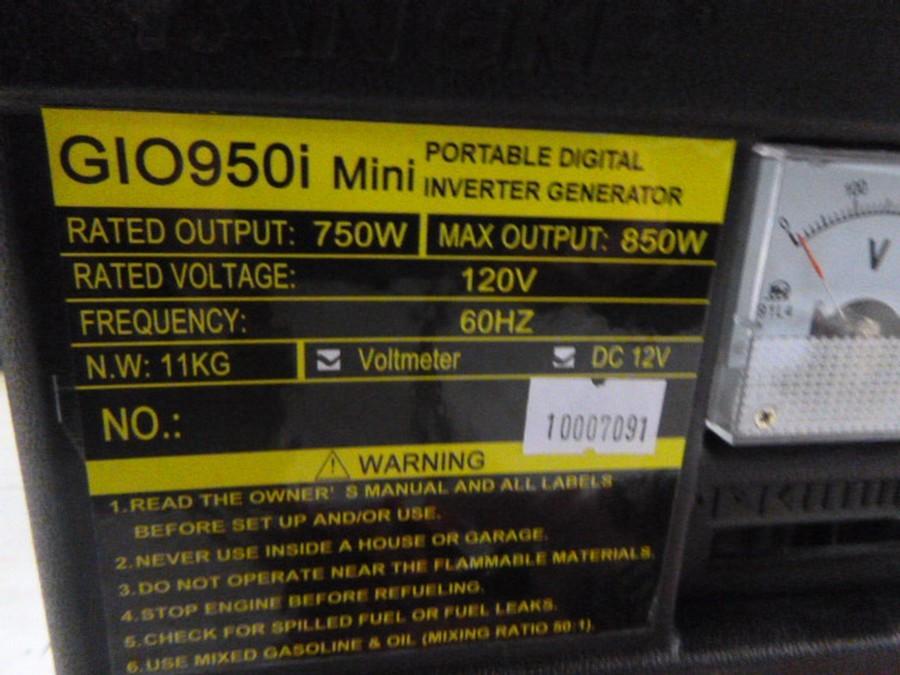 GIO950i Mini PORTABLE DIGITAL
INVERTER GENERATOR
RATED OUTPUT: 750W MAX OUTPUT: 850W
RATED VOLTAGE: 120V
FREQUENCY: 60HZ
N.W: 11KG Voltmeter DC 12V
NO.: 10007091
WARNING
1.READ THE OWNER' S MANUAL AND ALL LABELS
BEFORE SET UP AND/OR USE.
2.NEVER USE INSIDE A HOUSE OR GARAGE.
3.DO NOT OPERATE NEAR THE FLAMMABLE MATERIALS.
4.STOP ENGINE BEFORE REFUELING.
5.CHECK FOR SPILLED FUEL OR FUEL LEAKS.
6.USE MIXED GASOLINE & OIL (MIXING RATIO 50:1).
0 100
V